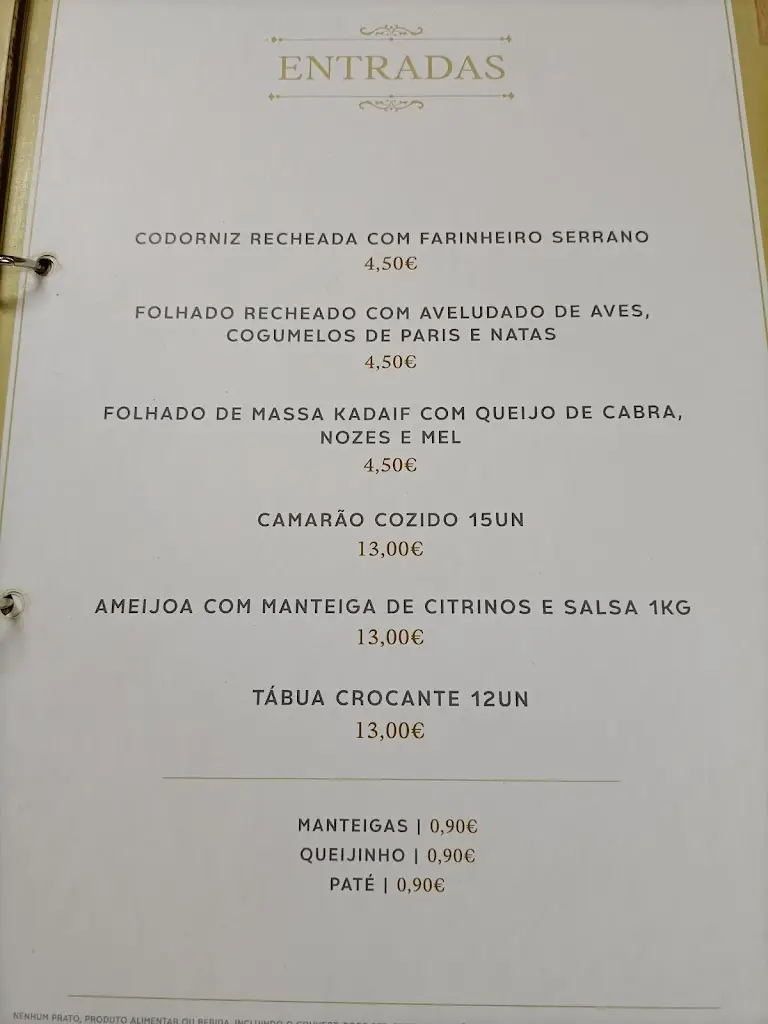 ENTRADAS
CODORNIZ RECHEADA COM FARINHEIRO SERRANO
4,50€
FOLHADO RECHEADO COM AVELUDADO DE AVES,
COGUMELOS DE PARIS E NATAS
4,50€
FOLHADO DE MASSA KADAIF COM QUEIJO DE CABRA,
NOZES E MEL
4,50€
CAMARÃO COZIDO 15UN
13,00€
AMEIJOA COM MANTEIGA DE CITRINOS E SALSA 1KG
13,00€
TÁBUA CROCANTE 12UN
13,00€
MANTEIGAS | 0,90€
QUEIJINHO | 0,90€
PATÉ | 0,90€
NENHUM PRATO, PRODUTO ALIMENTAR OU BEBIDA, INCLUINDO O COUVERT,